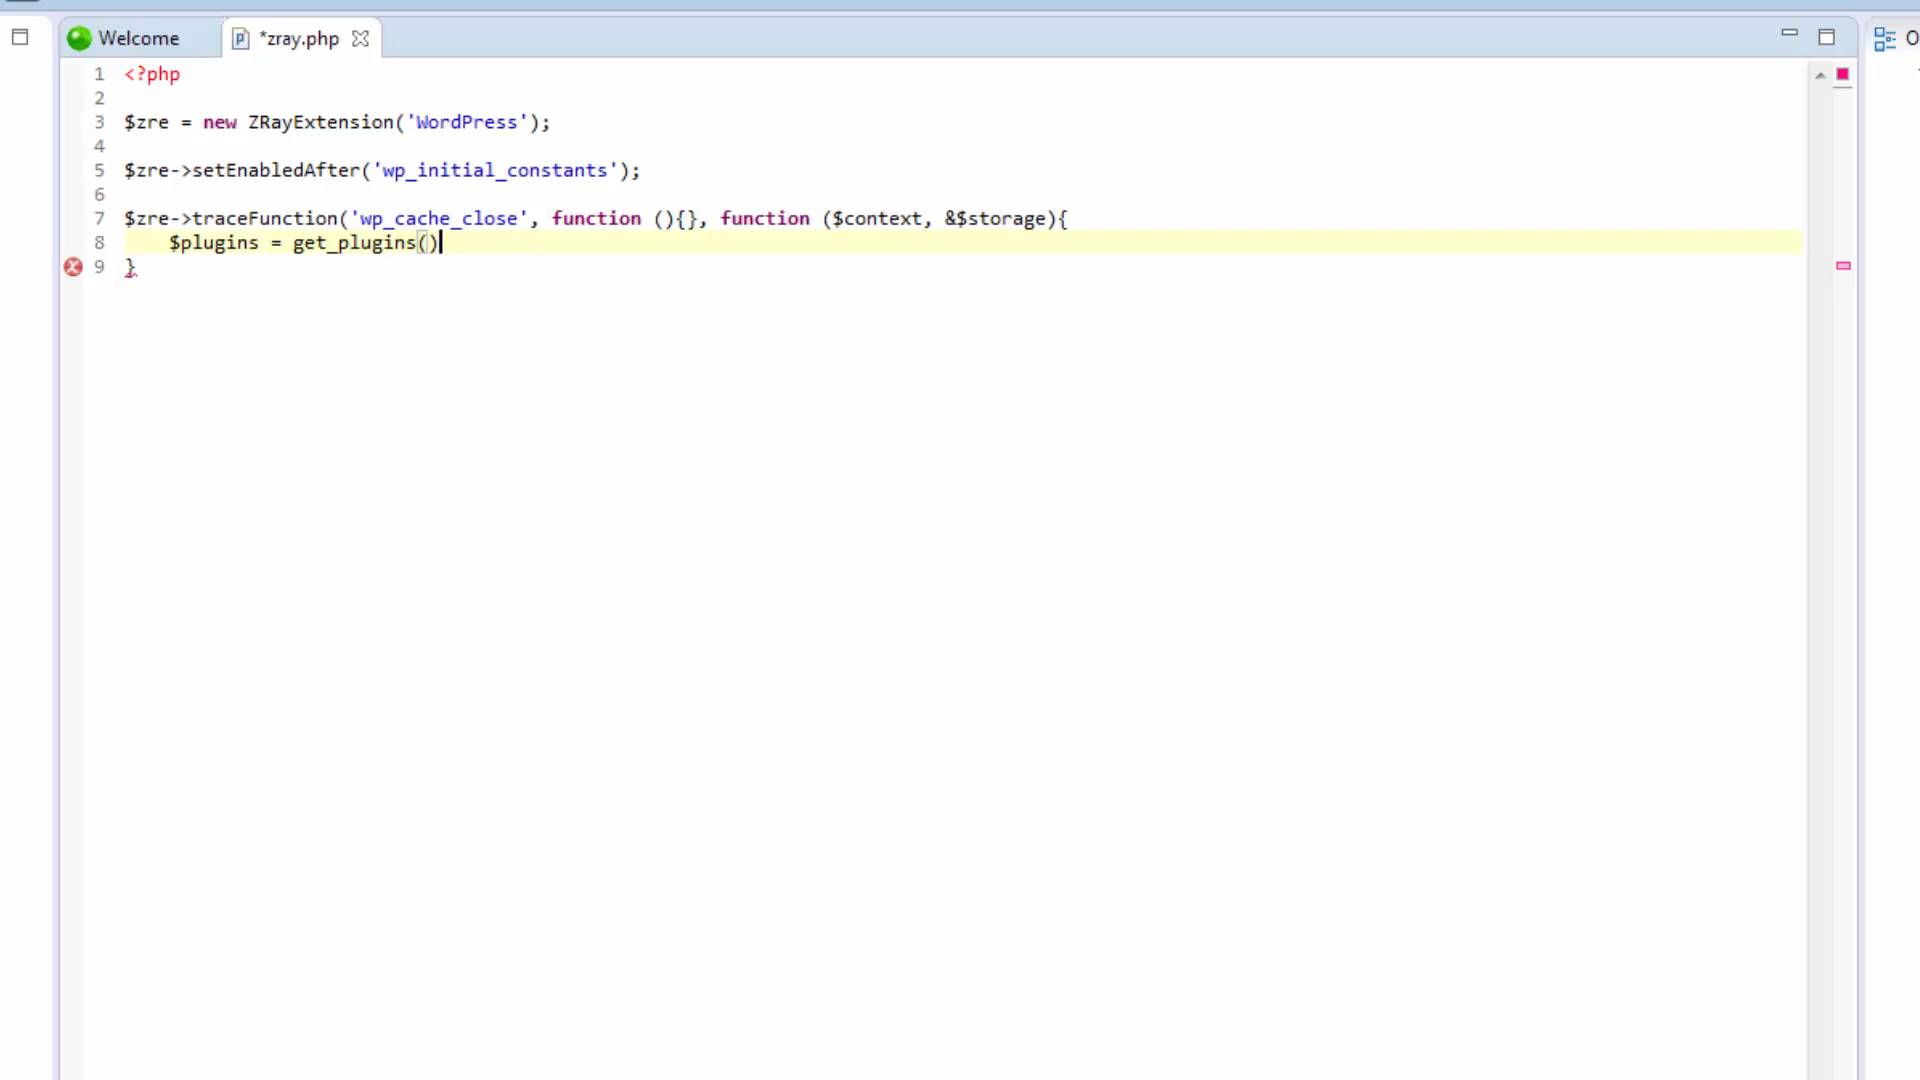 Welcome
*zray.php
O
1 <?php
2
3 $zre = new ZRayExtension('WordPress');
4
5 $zre->setEnabledAfter('wp_initial_constants');
6
7 $zre->traceFunction('wp_cache_close', function (){}, function ($context, &$storage){
8     $plugins = get_plugins()
9 }